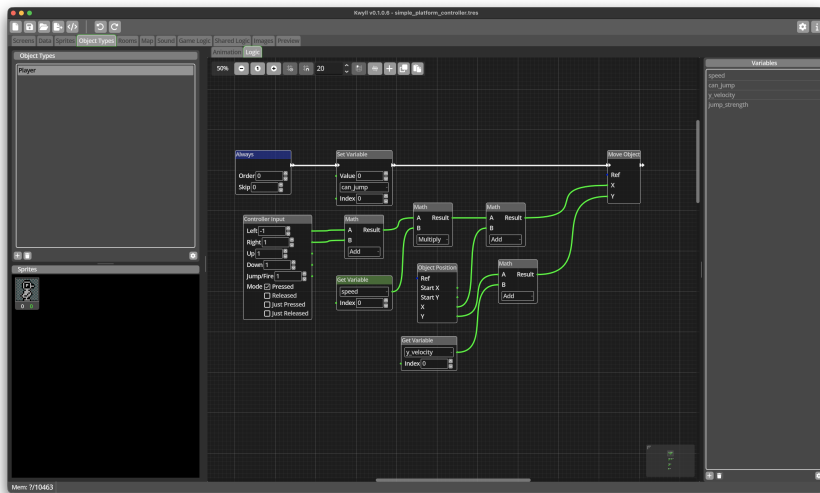 Kwyll v0.1.0.6 - simple_platform_controller.tres
Screens Data Sprites Object Types Rooms Map Sound Game Logic Shared Logic Images Preview
Object Types
Player
Sprites
0 0
Mem: ?/10463
Animation Logic
50% 20
Always
Order 0
Skip 0
Set Variable
Value 0
can_jump
Index 0
Move Object
Ref
X
Y
Controller Input
Left -1
Right 1
Up 1
Down 1
Jump/Fire 1
Mode Pressed
Released
Just Pressed
Just Released
Math
A Result
B
Add
Get Variable
speed
Index 0
Math
A Result
B
Multiply
Math
A Result
B
Add
Object Position
Ref
Start X
Start Y
X
Y
Math
A Result
B
Add
Get Variable
y_velocity
Index 0
Variables
speed
can_jump
y_velocity
jump_strength